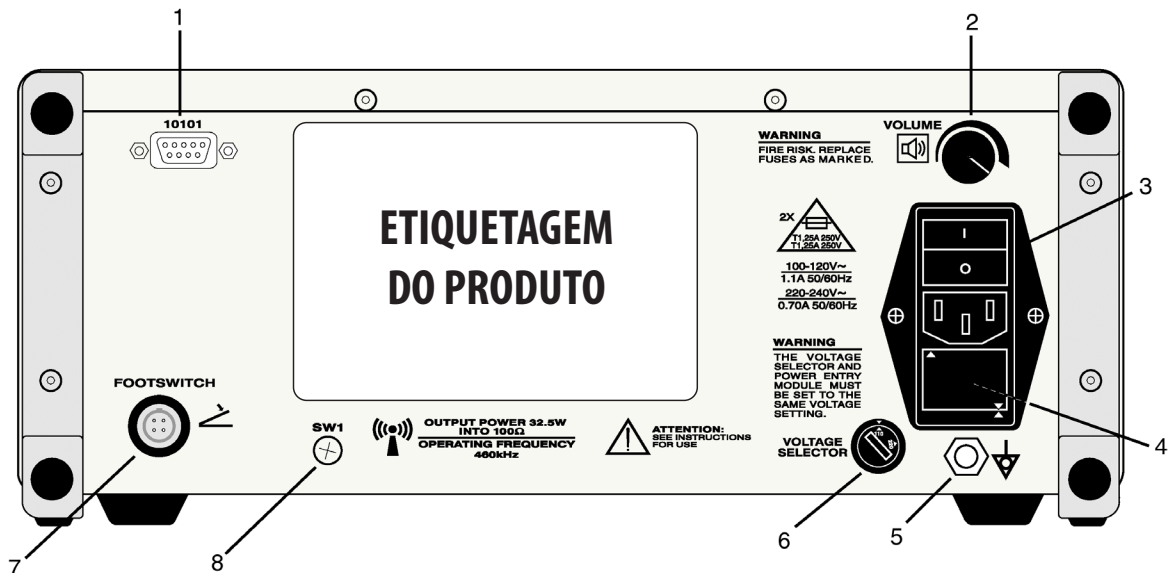 1
2
10101
WARNING
FIRE RISK. REPLACE
FUSES AS MARKED.
VOLUME
3
ETIQUETAGEM
DO PRODUTO
2X
T1,25A 250V
T1,25A 250V
100-120V~
1.1A 50/60Hz
220-240V~
0.70A 50/60Hz
I
O
WARNING
THE VOLTAGE
SELECTOR AND
POWER ENTRY
MODULE MUST
BE SET TO THE
SAME VOLTAGE
SETTING.
FOOTSWITCH
SW1
OUTPUT POWER 32.5W
INTO 100Ω
OPERATING FREQUENCY
460kHz
ATTENTION:
SEE INSTRUCTIONS
FOR USE
VOLTAGE
SELECTOR
4
5
6
7
8